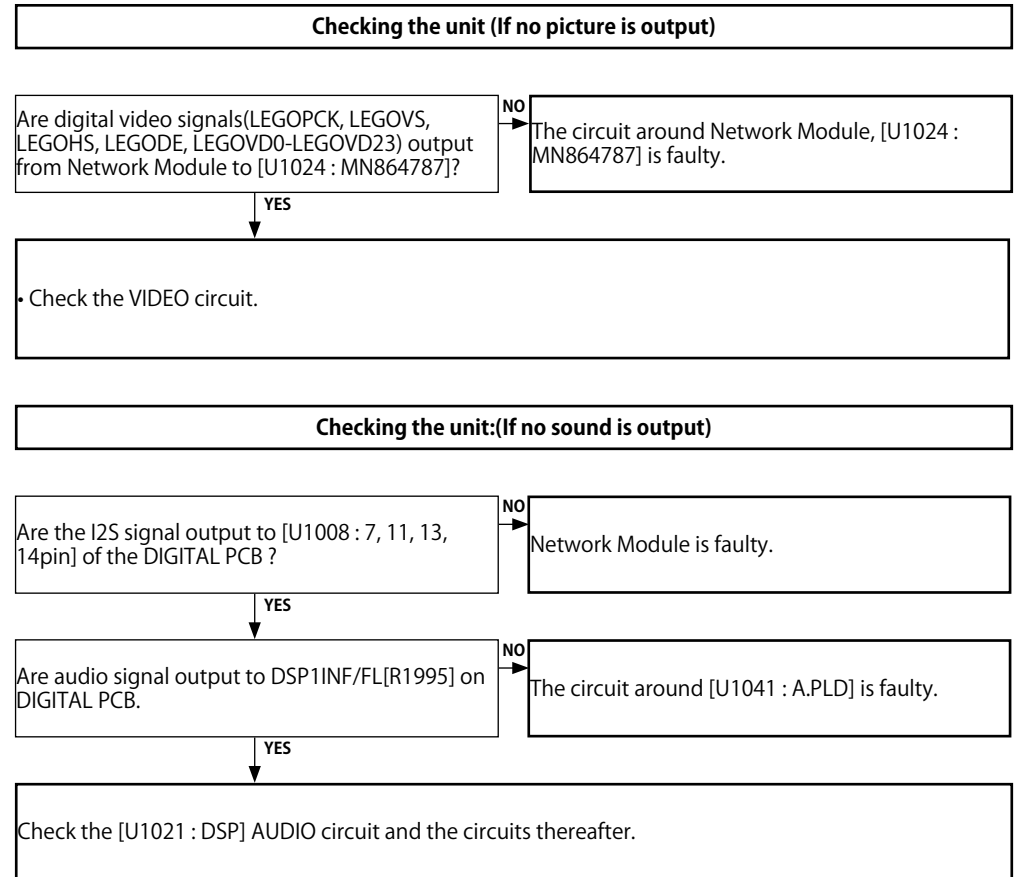 Checking the unit (If no picture is output)
Are digital video signals(LEGOPCK, LEGOVS,
LEGOHS, LEGODE, LEGOVD0-LEGOVD23) output
from Network Module to [U1024 : MN864787]?
NO
The circuit around Network Module, [U1024 :
MN864787] is faulty.
YES
• Check the VIDEO circuit.
Checking the unit:(If no sound is output)
Are the I2S signal output to [U1008 : 7, 11, 13,
14pin] of the DIGITAL PCB ?
NO
Network Module is faulty.
YES
Are audio signal output to DSP1INF/FL[R1995] on
DIGITAL PCB.
NO
The circuit around [U1041 : A.PLD] is faulty.
YES
Check the [U1021 : DSP] AUDIO circuit and the circuits thereafter.